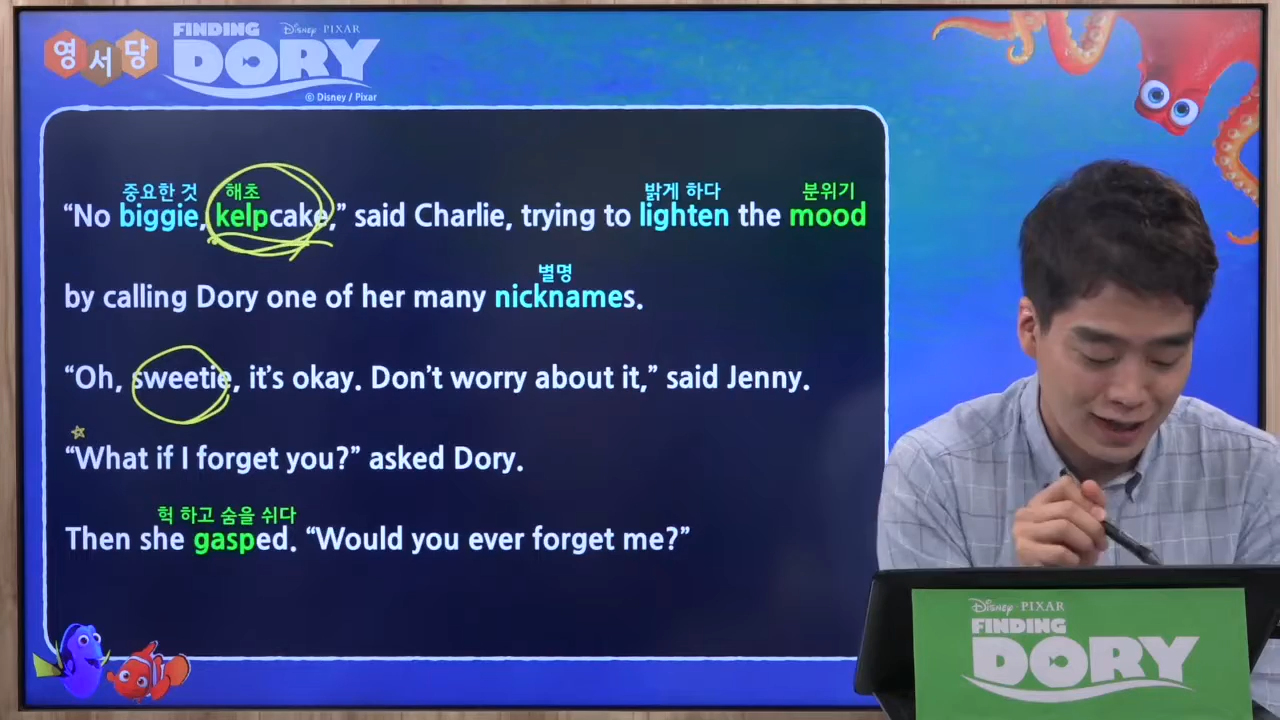 영서당
FINDING
Disney · PIXAR
DORY
© Disney / Pixar
중요한 것 해초 밝게 하다 분위기
“No biggie, kelpcake,” said Charlie, trying to lighten the mood
별명
by calling Dory one of her many nicknames.
“Oh, sweetie, it’s okay. Don’t worry about it,” said Jenny.
“What if I forget you?” asked Dory.
헉 하고 숨을 쉬다
Then she gasped. “Would you ever forget me?”
Disney · PIXAR
FINDING
DORY